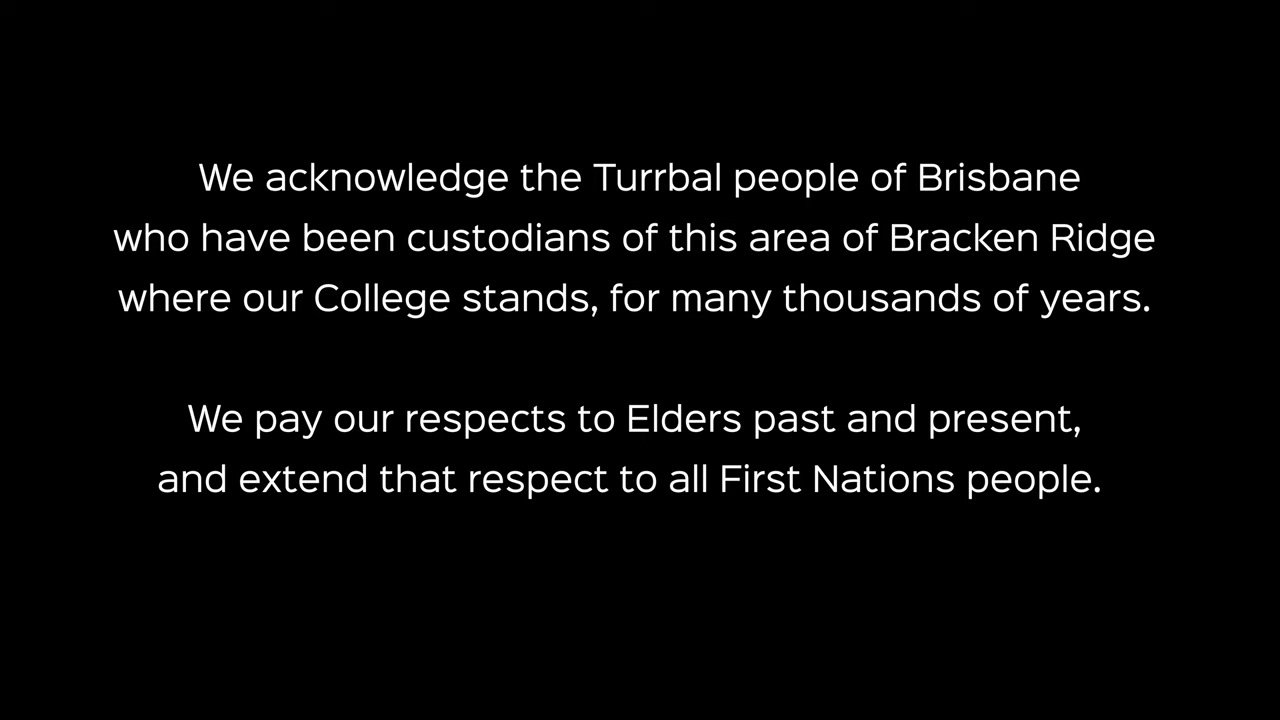 We acknowledge the Turrbal people of Brisbane
who have been custodians of this area of Bracken Ridge
where our College stands, for many thousands of years.
We pay our respects to Elders past and present,
and extend that respect to all First Nations people.